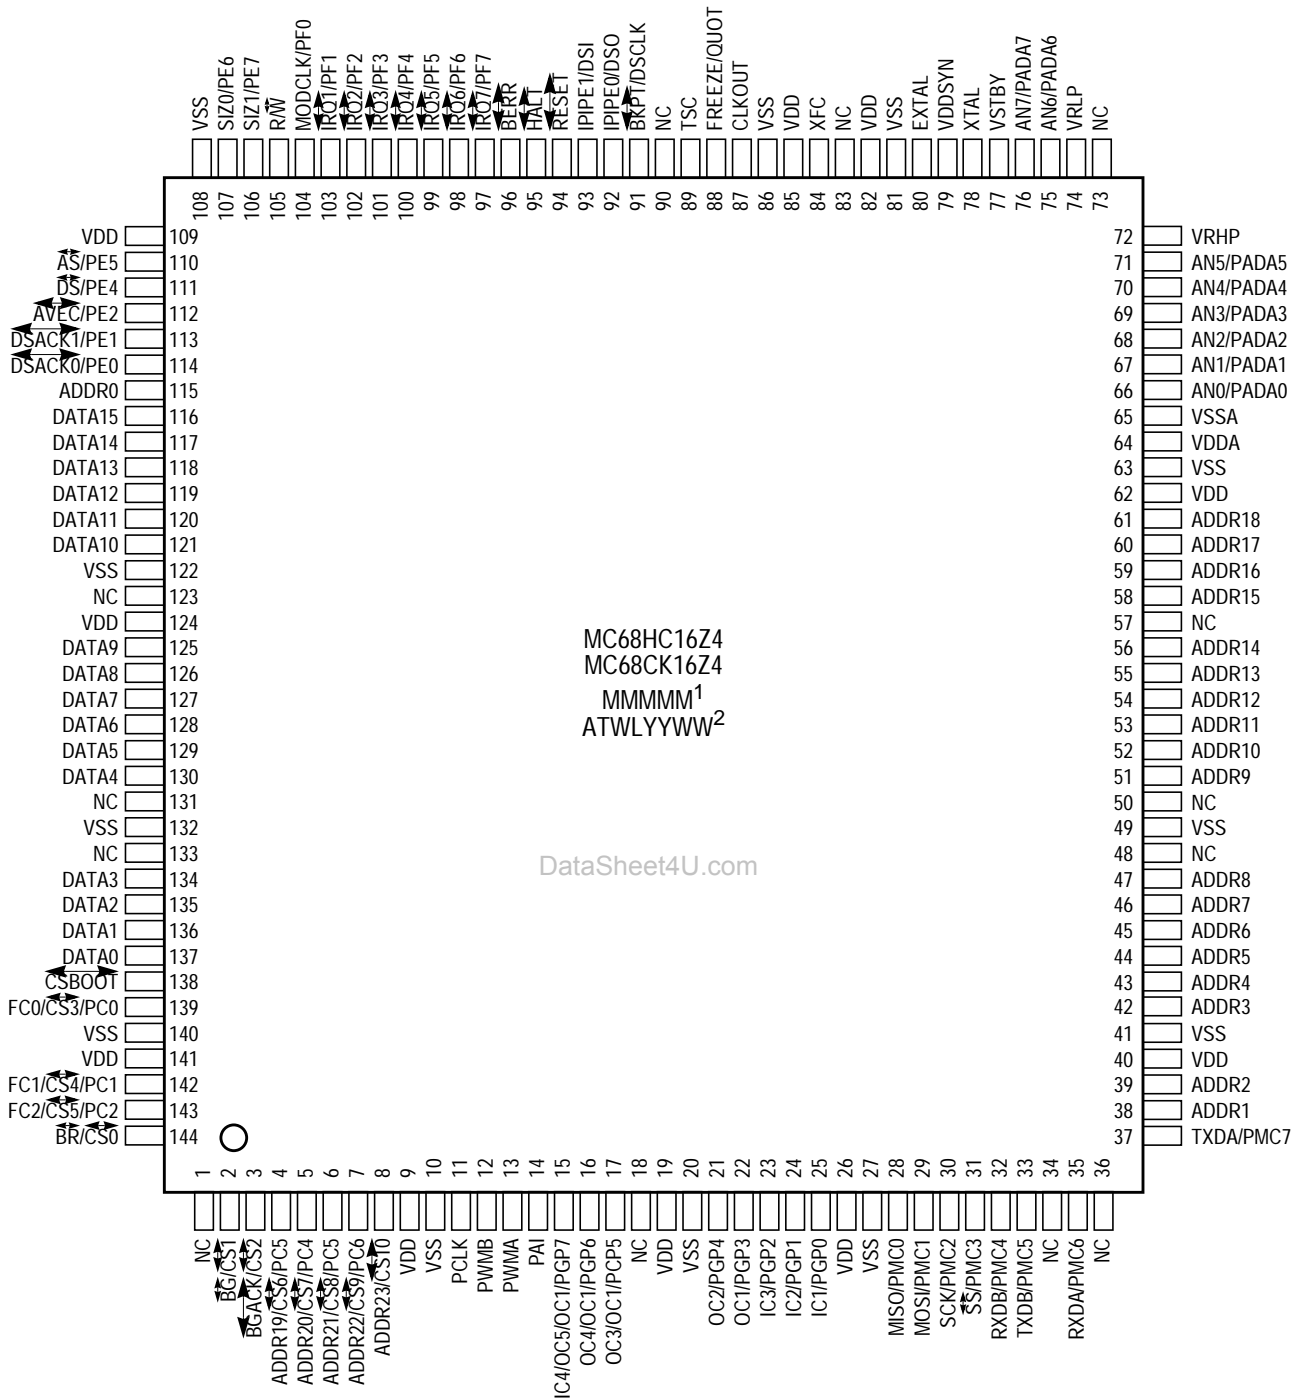 VSS
SIZ0/PE6
SIZ1/PE7
R/W
MODCLK/PF0
IRQ1/PF1
IRQ2/PF2
IRQ3/PF3
IRQ4/PF4
IRQ5/PF5
IRQ6/PF6
IRQ7/PF7
BERR
HALT
RESET
IPIPE1/DSI
IPIPE0/DSO
BKPT/DSCLK
NC
TSC
FREEZE/QUOT
CLKOUT
VSS
VDD
XFC
NC
VDD
VSS
EXTAL
VDDSYN
XTAL
VSTBY
AN7/PADA7
AN6/PADA6
VRLP
NC
108
107
106
105
104
103
102
101
100
99
98
97
96
95
94
93
92
91
90
89
88
87
86
85
84
83
82
81
80
79
78
77
76
75
74
73
VDD 109
AS/PE5 110
DS/PE4 111
AVEC/PE2 112
DSACK1/PE1 113
DSACK0/PE0 114
ADDR0 115
DATA15 116
DATA14 117
DATA13 118
DATA12 119
DATA11 120
DATA10 121
VSS 122
NC 123
VDD 124
DATA9 125
DATA8 126
DATA7 127
DATA6 128
DATA5 129
DATA4 130
NC 131
VSS 132
NC 133
DATA3 134
DATA2 135
DATA1 136
DATA0 137
CSBOOT 138
FC0/CS3/PC0 139
VSS 140
VDD 141
FC1/CS4/PC1 142
FC2/CS5/PC2 143
BR/CS0 144
MC68HC16Z4
MC68CK16Z4
MMMMM1
ATWLYYWW2
DataSheet4U.com
72 VRHP
71 AN5/PADA5
70 AN4/PADA4
69 AN3/PADA3
68 AN2/PADA2
67 AN1/PADA1
66 AN0/PADA0
65 VSSA
64 VDDA
63 VSS
62 VDD
61 ADDR18
60 ADDR17
59 ADDR16
58 ADDR15
57 NC
56 ADDR14
55 ADDR13
54 ADDR12
53 ADDR11
52 ADDR10
51 ADDR9
50 NC
49 VSS
48 NC
47 ADDR8
46 ADDR7
45 ADDR6
44 ADDR5
43 ADDR4
42 ADDR3
41 VSS
40 VDD
39 ADDR2
38 ADDR1
37 TXDA/PMC7
1
2
3
4
5
6
7
8
9
10
11
12
13
14
15
16
17
18
19
20
21
22
23
24
25
26
27
28
29
30
31
32
33
34
35
36
NC
BG/CS1
BGACK/CS2
ADDR19/CS6/PC3
ADDR20/CS7/PC4
ADDR21/CS8/PC5
ADDR22/CS9/PC6
ADDR23/CS10
VDD
VSS
PCLK
PWMB
PWMA
PAI
IC4/OC5/OC1/PGP7
OC4/OC1/PGP6
OC3/OC1/PCP5
NC
VDD
VSS
OC2/PGP4
OC1/PGP3
IC3/PGP2
IC2/PGP1
IC1/PGP0
VDD
VSS
MISO/PMC0
MOSI/PMC1
SCK/PMC2
SS/PMC3
RXDB/PMC4
TXDB/PMC5
NC
RXDA/PMC6
NC